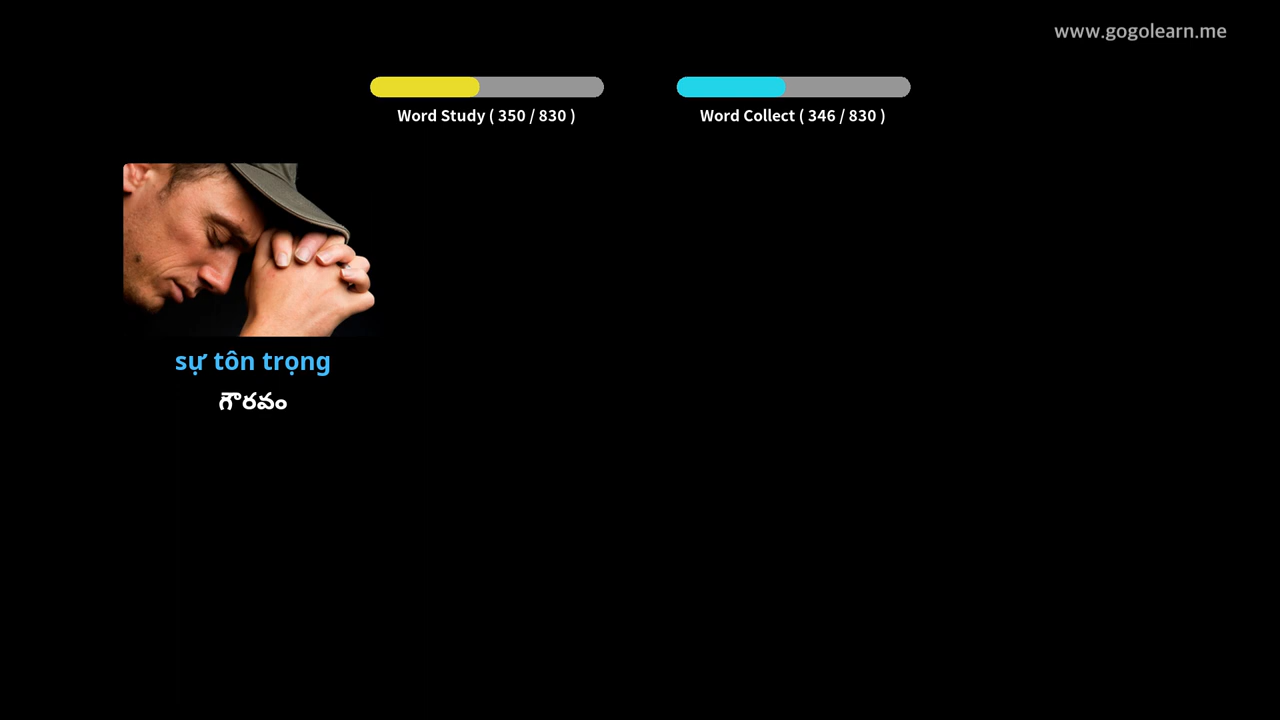 www.gogolearn.me
Word Study ( 350 / 830 )
Word Collect ( 346 / 830 )
sự tôn trọng
గౌరవం